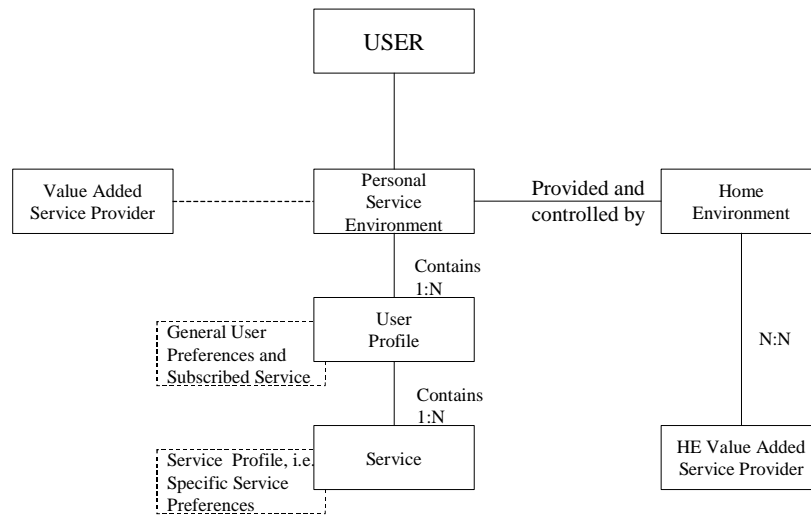 USER
Value Added
Service Provider
Personal
Service
Environment
Provided and
controlled by
Home
Environment
Contains
1:N
User
Profile
General User
Preferences and
Subscribed Service
N:N
Contains
1:N
Service
Service Profile, i.e.
Specific Service
Preferences
HE Value Added
Service Provider